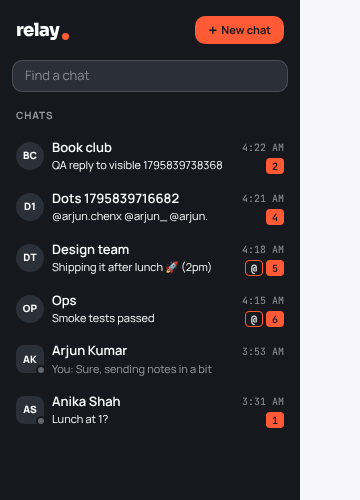 relay.
+ New chat
Find a chat
CHATS
BC Book club 4:22 AM
QA reply to visible 1795839738368 2
D1 Dots 1795839716682 4:21 AM
@arjun.chenx @arjun_ @arjun. 4
DT Design team 4:18 AM
Shipping it after lunch 🚀 (2pm) @ 5
OP Ops 4:15 AM
Smoke tests passed @ 6
AK Arjun Kumar 3:53 AM
You: Sure, sending notes in a bit
AS Anika Shah 3:31 AM
Lunch at 1? 1